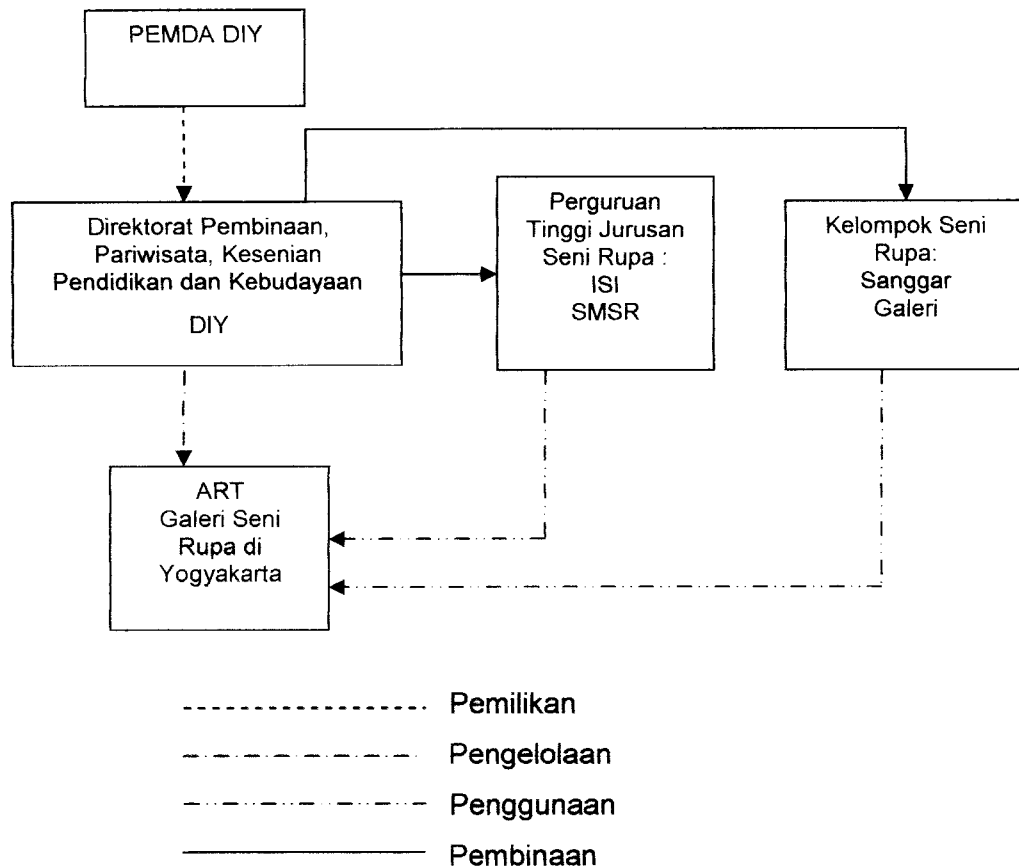 PEMDA DIY
Direktorat Pembinaan,
Pariwisata, Kesenian
Pendidikan dan Kebudayaan
DIY
Perguruan
Tinggi Jurusan
Seni Rupa :
ISI
SMSR
Kelompok Seni
Rupa:
Sanggar
Galeri
ART
Galeri Seni
Rupa di
Yogyakarta
Pemilikan
Pengelolaan
Penggunaan
Pembinaan